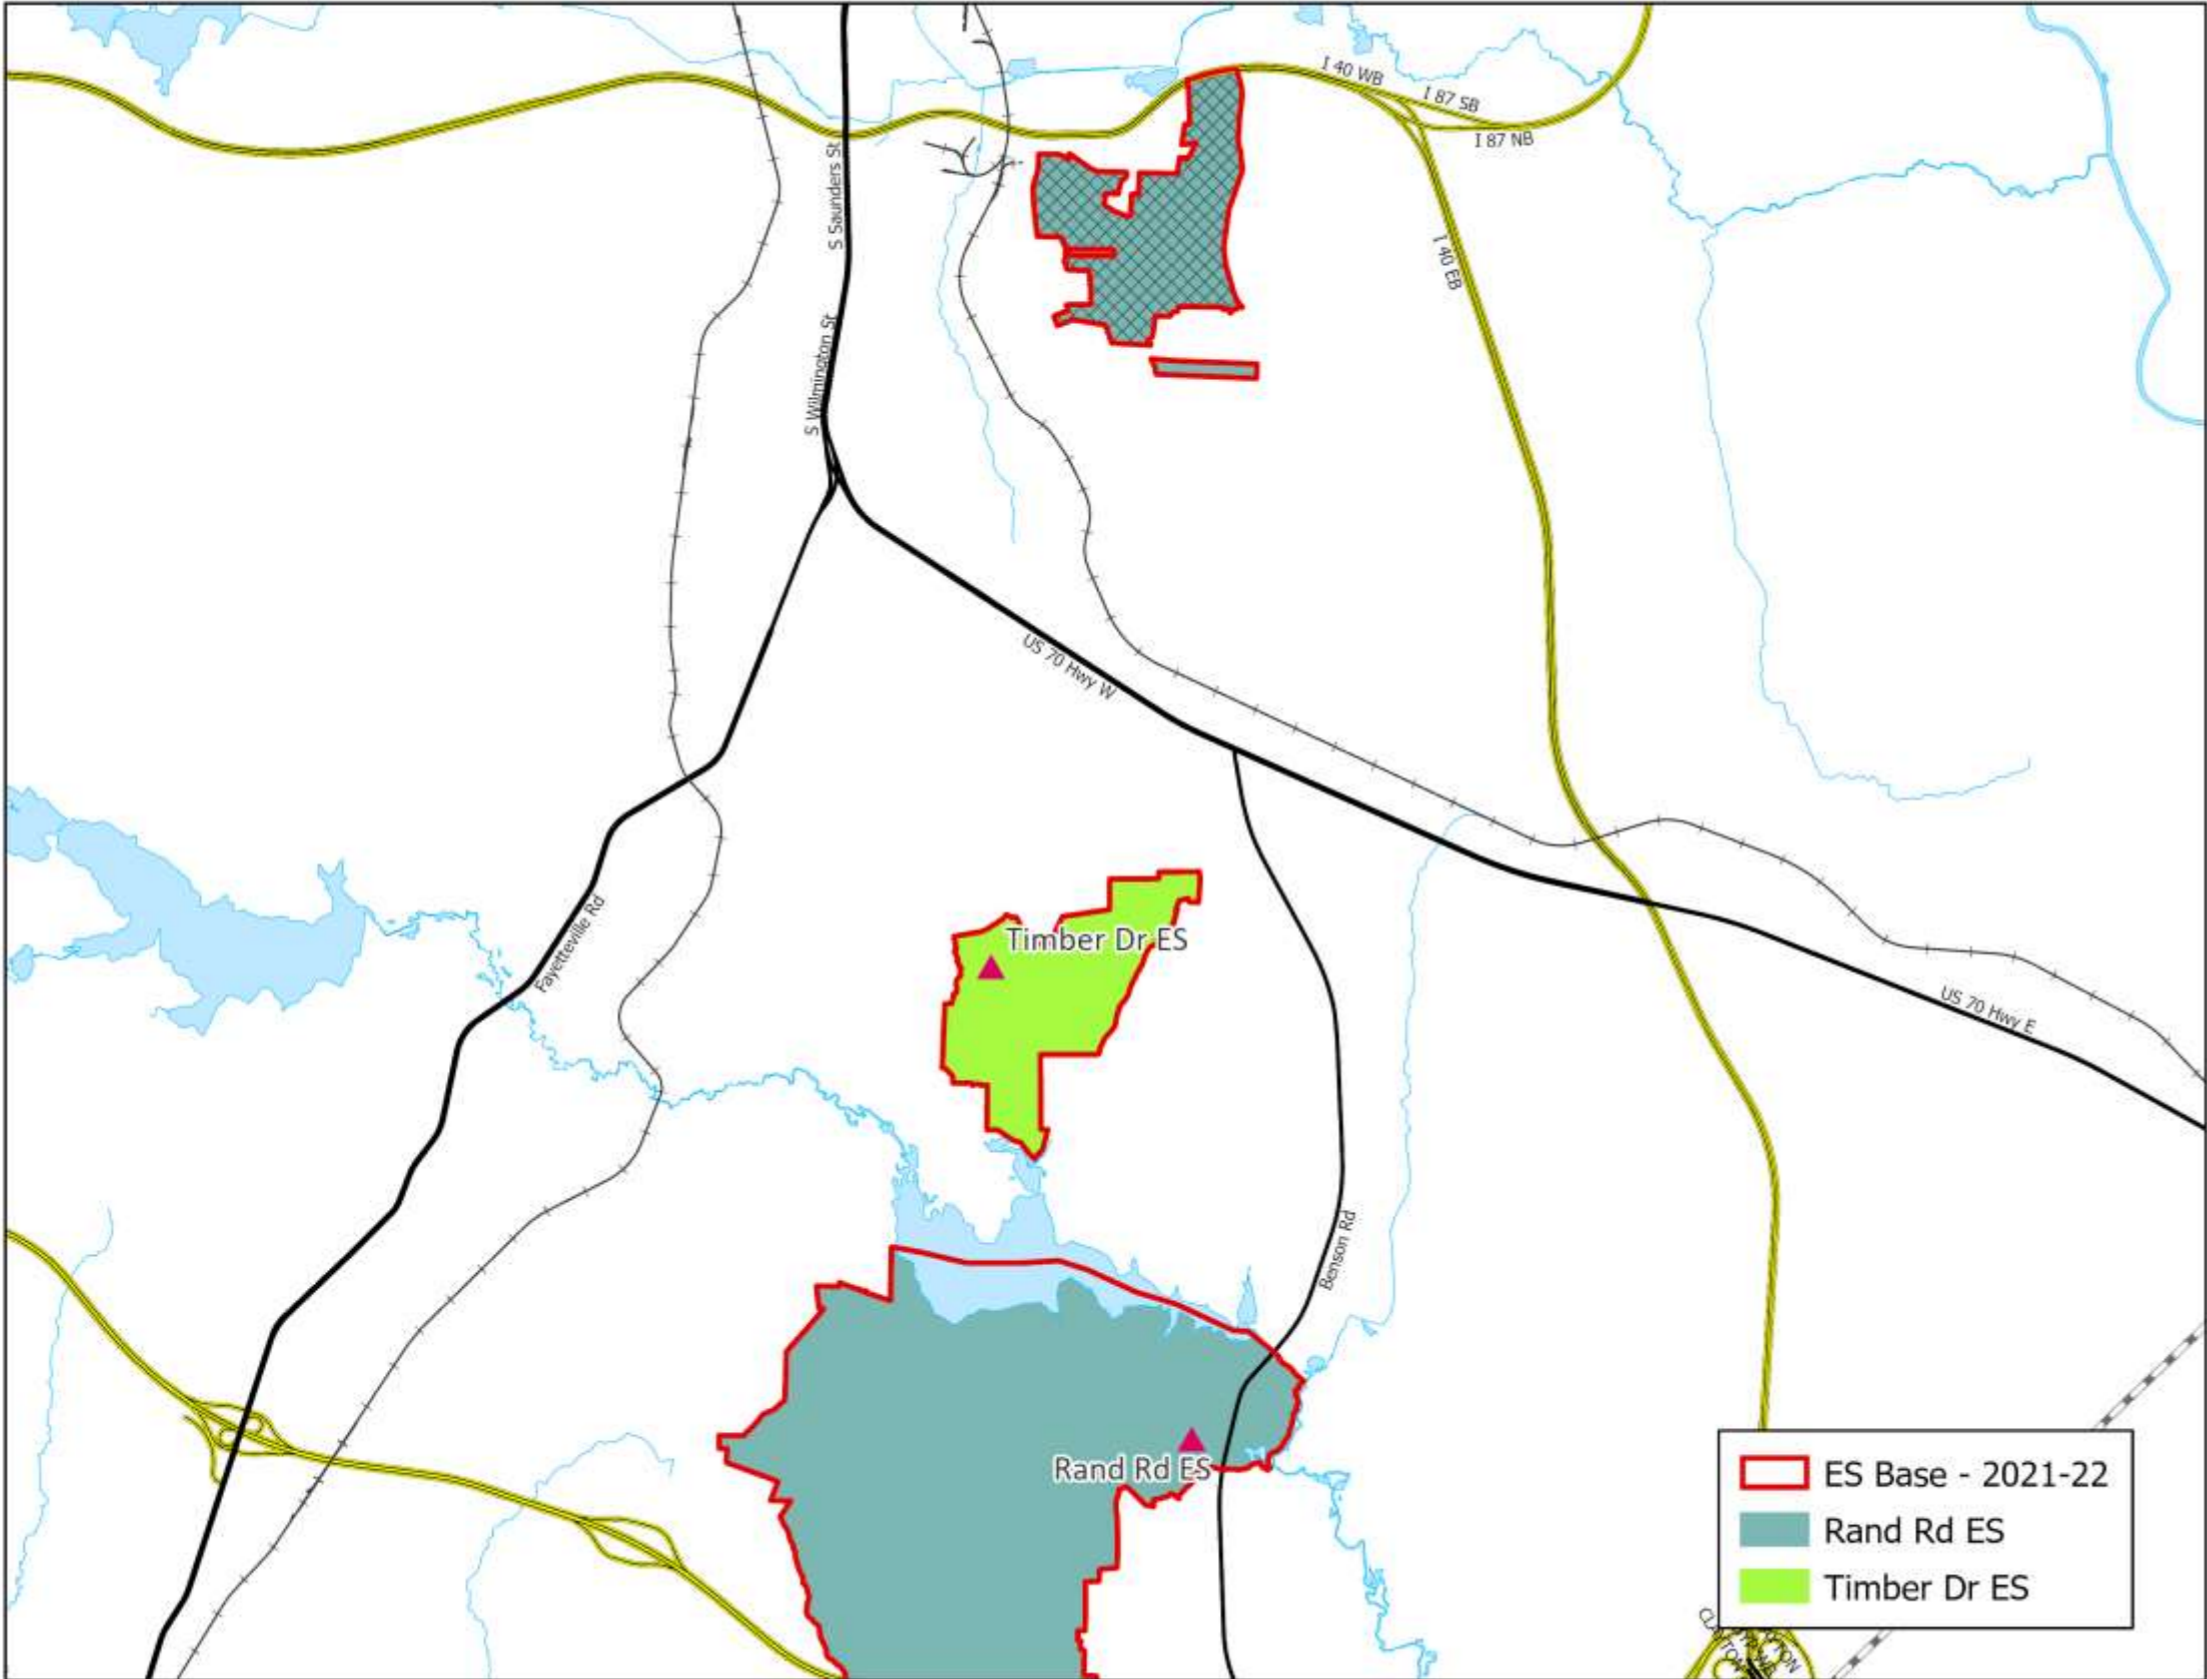 I 40 WB
I 87 SB
I 87 NB
S Saunders St
I 40 EB
S Wilmington St
US 70 Hwy W
Fayetteville Rd
Timber Dr ES
US 70 Hwy E
Benson Rd
Rand Rd ES
ES Base - 2021-22
Rand Rd ES
Timber Dr ES